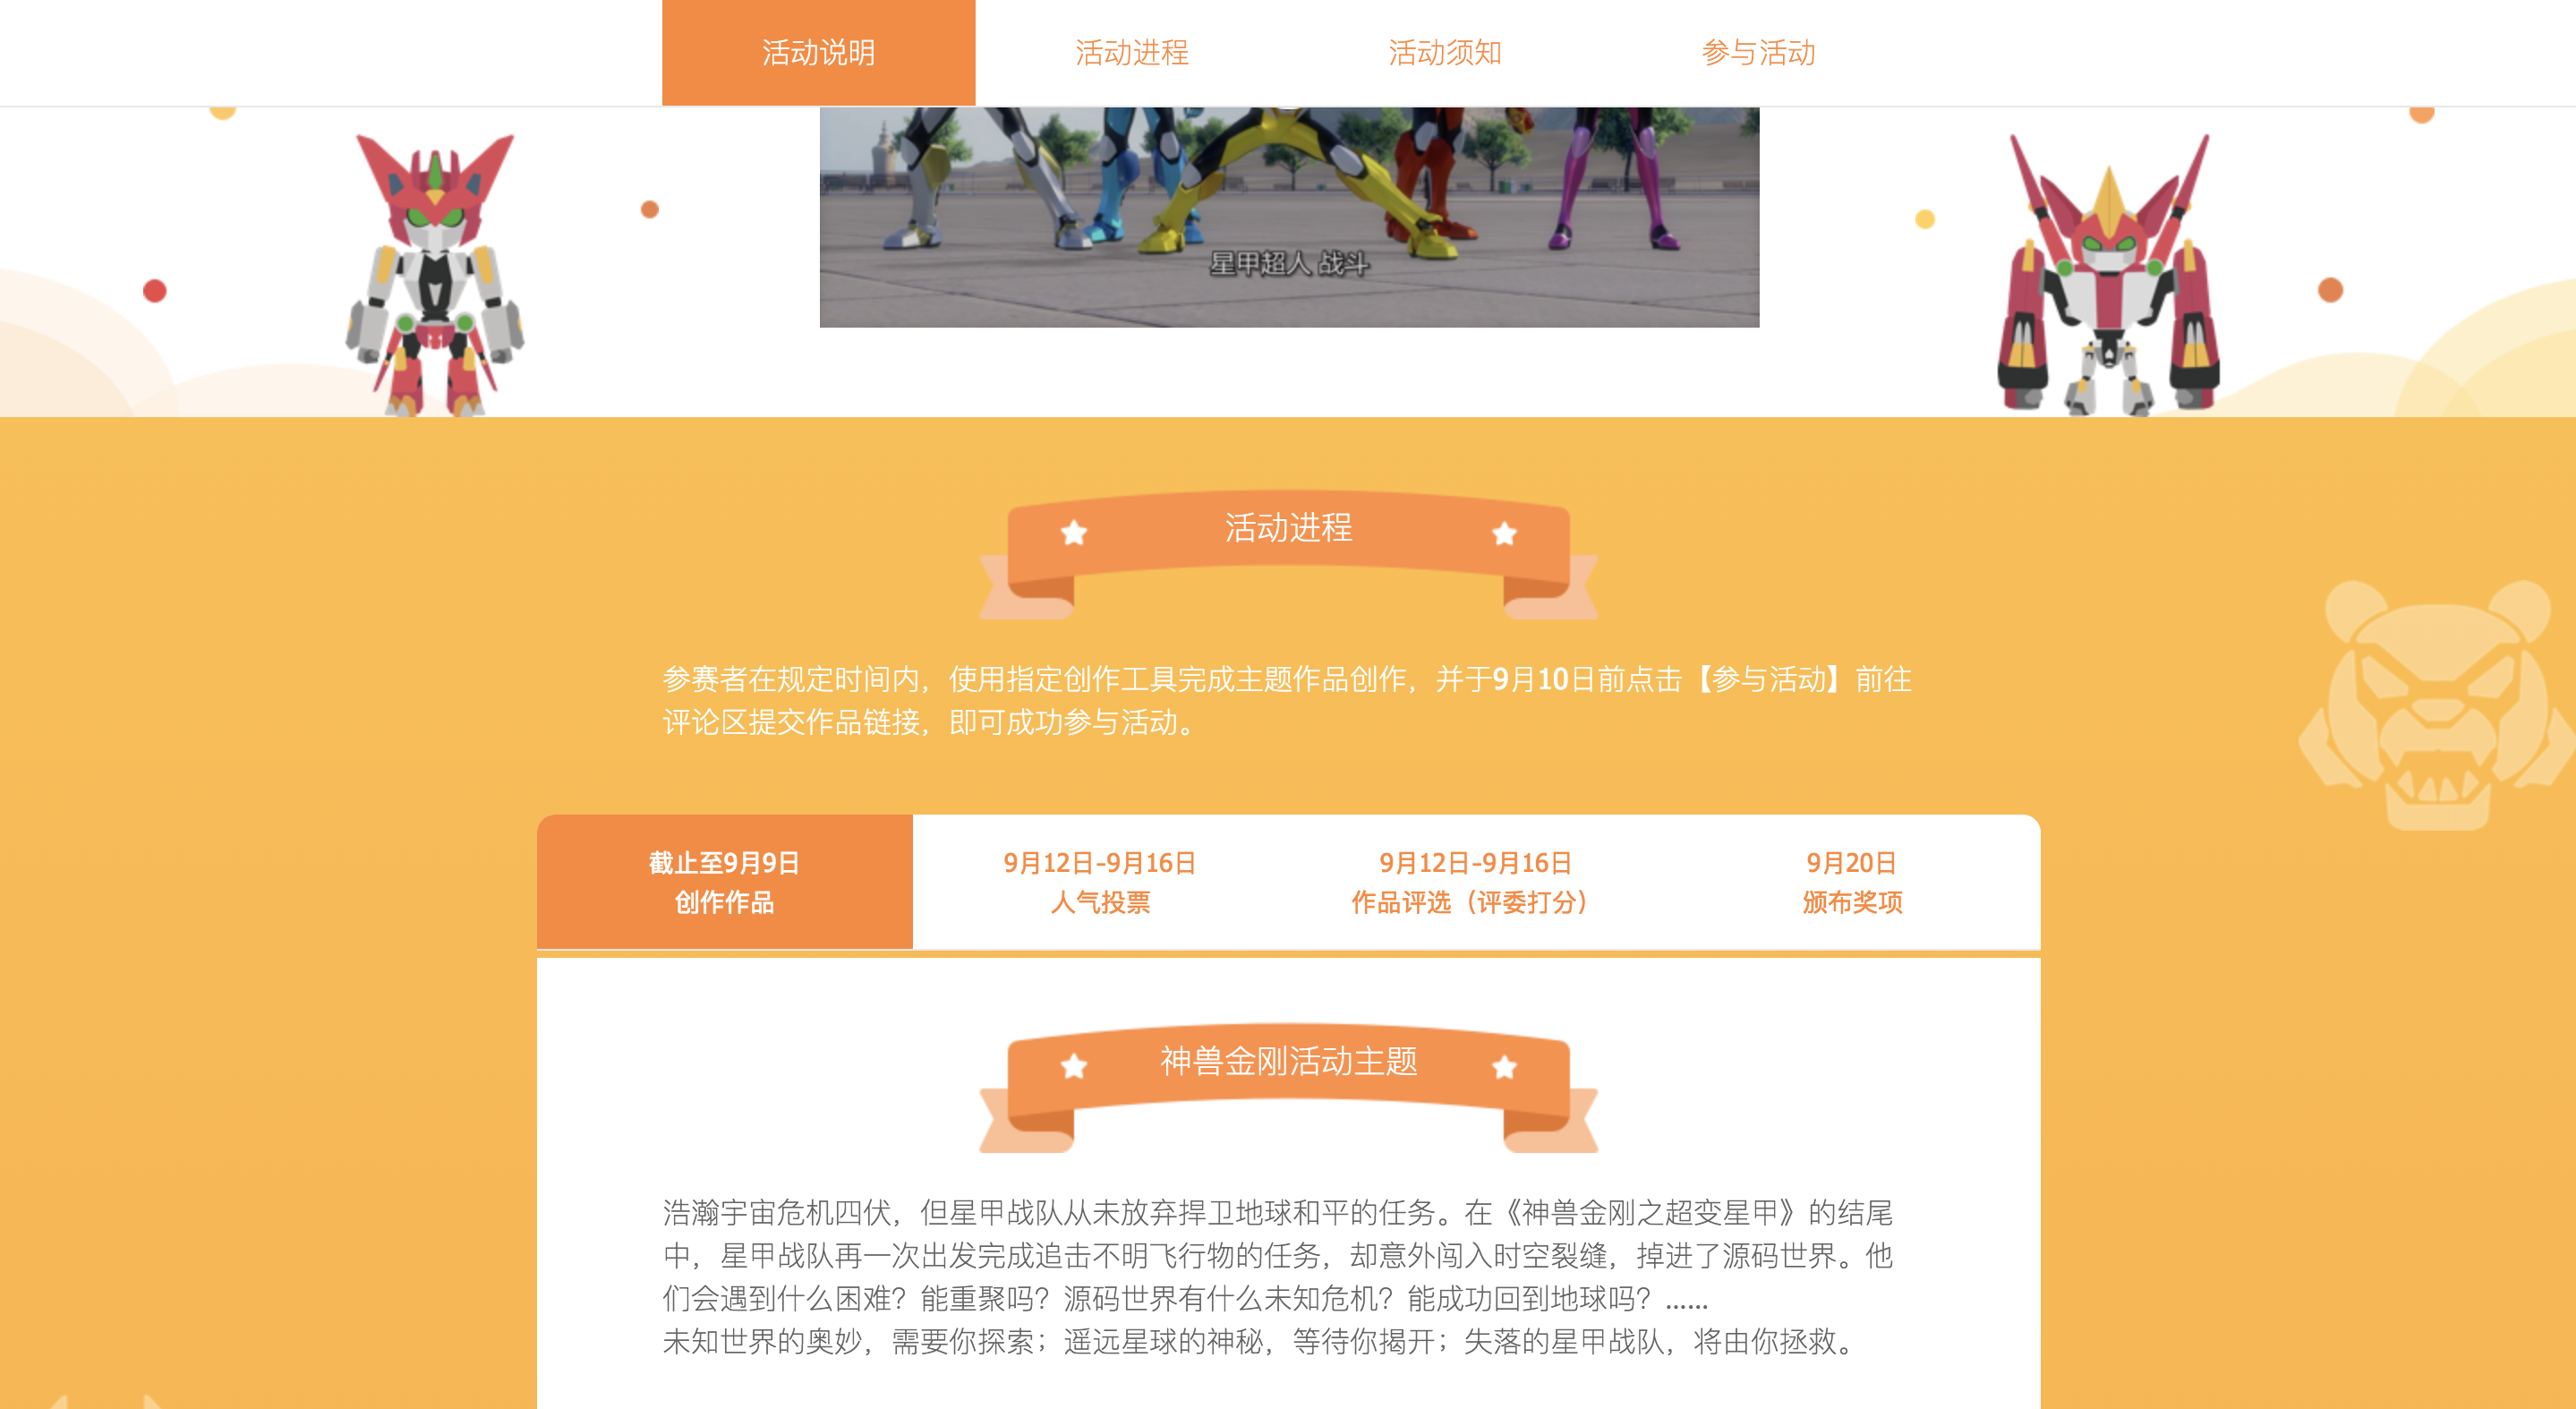 活动说明
活动进程
活动须知
参与活动
星甲超人 战斗
活动进程
参赛者在规定时间内，使用指定创作工具完成主题作品创作，并于9月10日前点击【参与活动】前往
评论区提交作品链接，即可成功参与活动。
截止至9月9日
创作作品
9月12日-9月16日
人气投票
9月12日-9月16日
作品评选（评委打分）
9月20日
颁布奖项
神兽金刚活动主题
浩瀚宇宙危机四伏，但星甲战队从未放弃捍卫地球和平的任务。在《神兽金刚之超变星甲》的结尾
中，星甲战队再一次出发完成追击不明飞行物的任务，却意外闯入时空裂缝，掉进了源码世界。他
们会遇到什么困难？能重聚吗？源码世界有什么未知危机？能成功回到地球吗？......
未知世界的奥妙，需要你探索；遥远星球的神秘，等待你揭开；失落的星甲战队，将由你拯救。